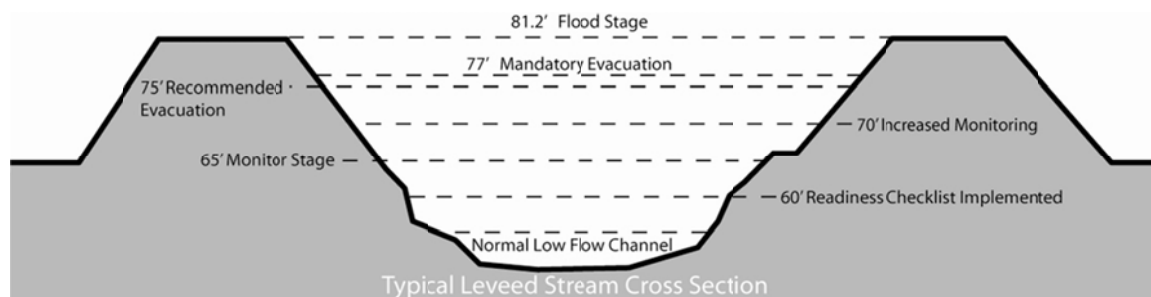 81.2' Flood Stage
77' Mandatory Evacuation
75' Recommended
Evacuation
70' Increased Monitoring
65' Monitor Stage
60' Readiness Checklist Implemented
Normal Low Flow Channel
Typical Leveed Stream Cross Section